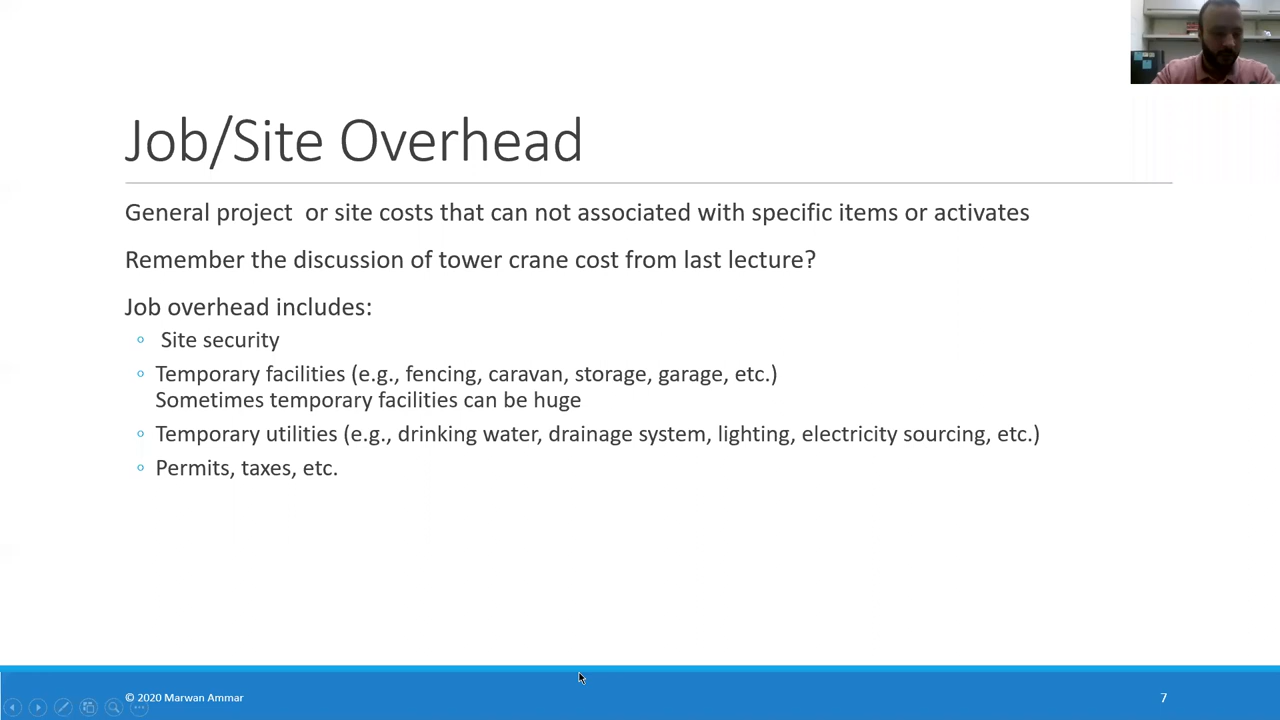 Job/Site Overhead
General project  or site costs that can not associated with specific items or activates
Remember the discussion of tower crane cost from last lecture?
Job overhead includes:
Site security
Temporary facilities (e.g., fencing, caravan, storage, garage, etc.)
Sometimes temporary facilities can be huge
Temporary utilities (e.g., drinking water, drainage system, lighting, electricity sourcing, etc.)
Permits, taxes, etc.
© 2020 Marwan Ammar
7